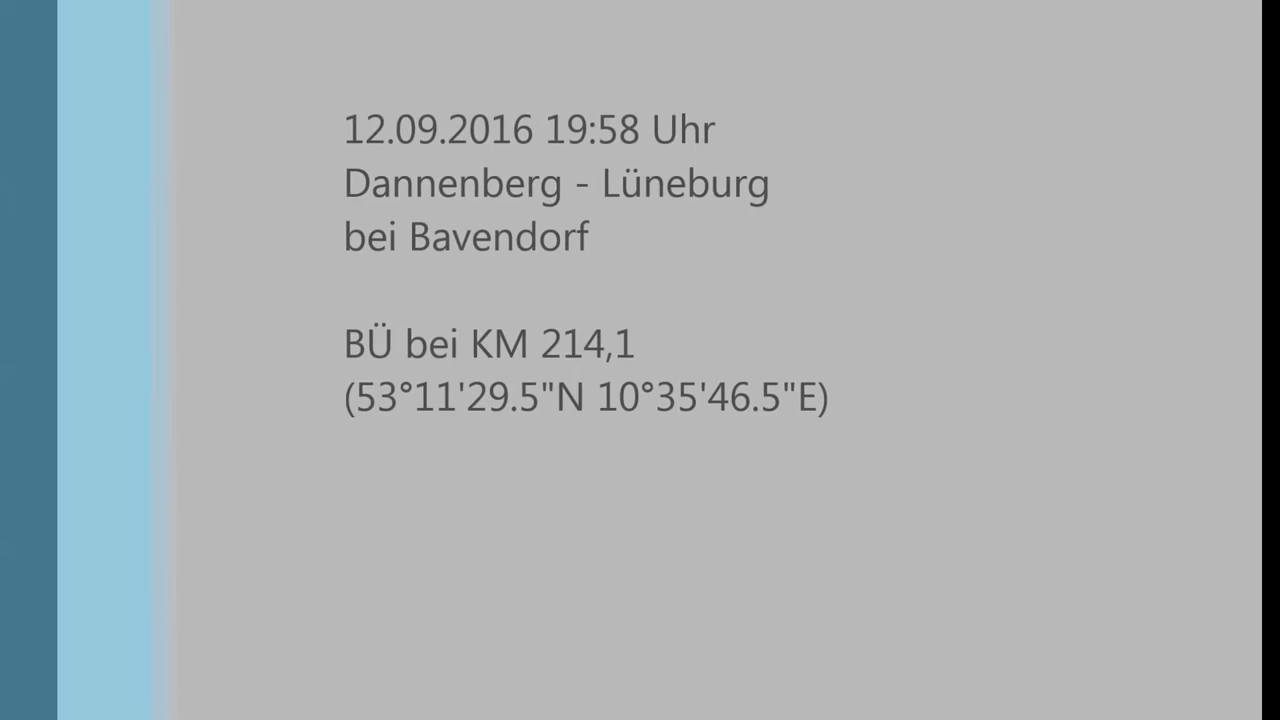 12.09.2016 19:58 Uhr
Dannenberg - Lüneburg
bei Bavendorf
BÜ bei KM 214,1
(53°11'29.5"N 10°35'46.5"E)